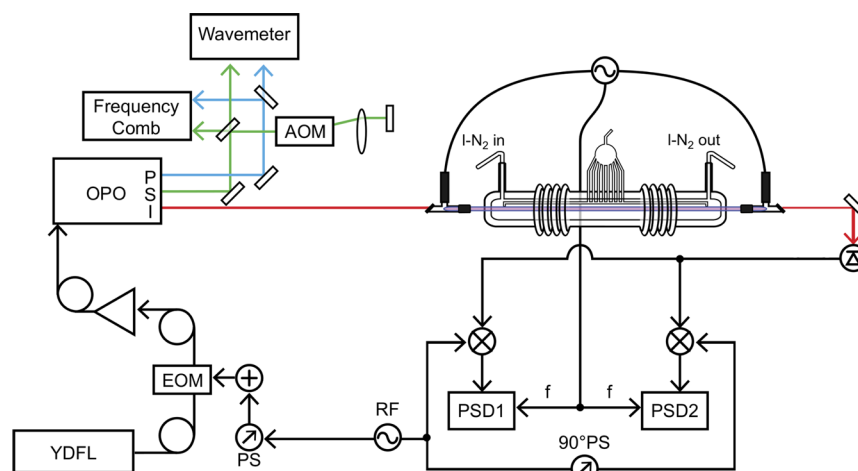 Wavemeter
Frequency
Comb
AOM
l-N₂ in
l-N₂ out
OPO
P
S
I
EOM
YDFL
PS
RF
PSD1
f
f
PSD2
90°PS